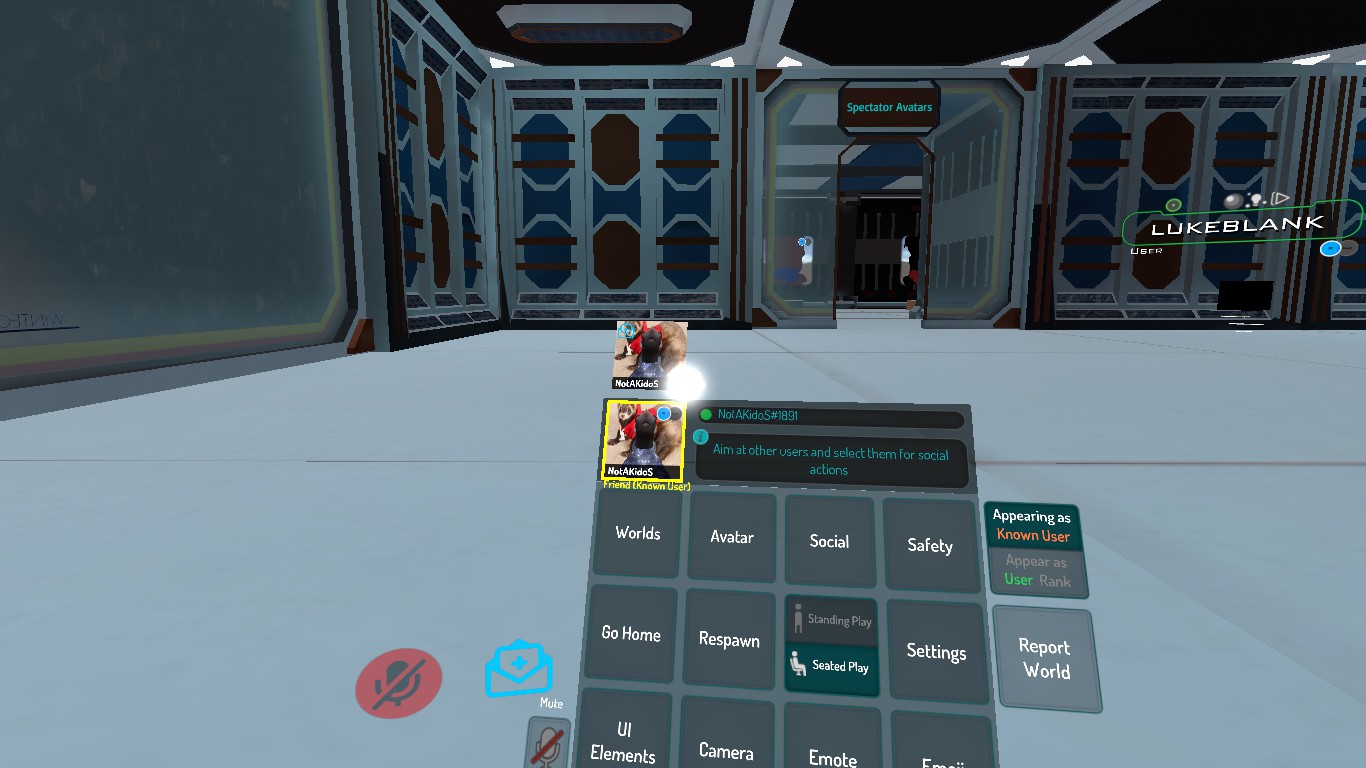 Spectator Avatars
LUKEBLANK
User
NotAKidoS
NotAKidoS#1891
Aim at other users and select them for social
actions
NotAKidoS
Friend (Known User)
Worlds
Avatar
Social
Safety
Appearing as
Known User
Appear as
User Rank
Go Home
Respawn
Standing Play
Seated Play
Settings
Report
World
Mute
UI
Elements
Camera
Emote
Emoji